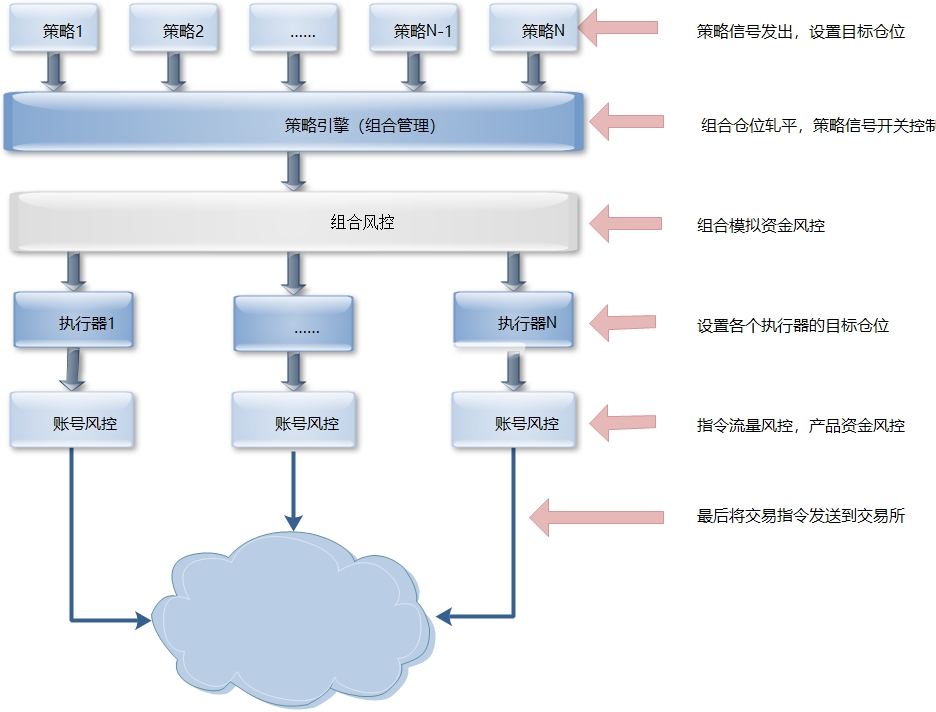 策略1
策略2
......
策略N-1
策略N
策略信号发出，设置目标仓位
策略引擎（组合管理）
组合仓位轧平，策略信号开关控制
组合风控
组合模拟资金风控
执行器1
......
执行器N
设置各个执行器的目标仓位
账号风控
账号风控
账号风控
指令流量风控，产品资金风控
最后将交易指令发送到交易所